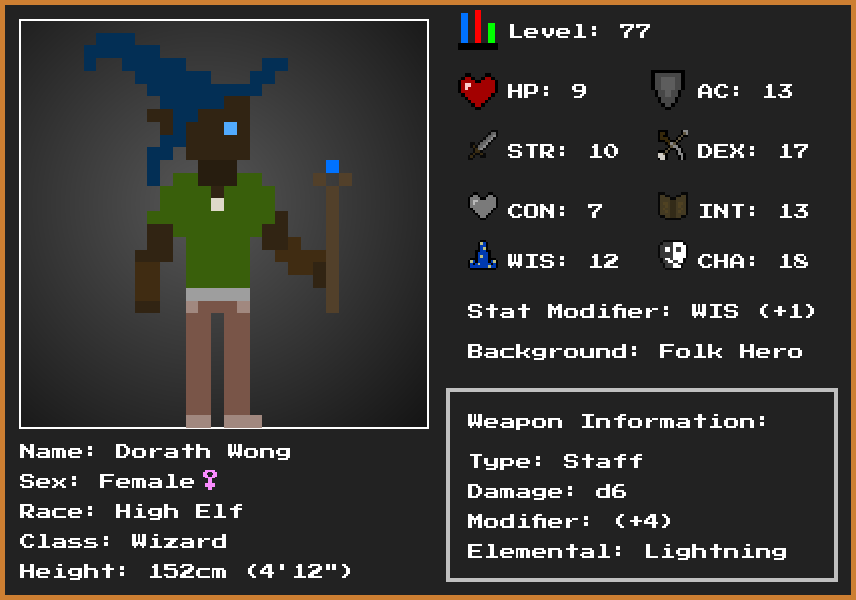 Level: 77
HP: 9 AC: 13
STR: 10 DEX: 17
CON: 7 INT: 13
WIS: 12 CHA: 18
Stat Modifier: WIS (+1)
Background: Folk Hero
Weapon Information:
Type: Staff
Damage: d6
Modifier: (+4)
Elemental: Lightning
Name: Dorath Wong
Sex: Female♀
Race: High Elf
Class: Wizard
Height: 152cm (4'12")